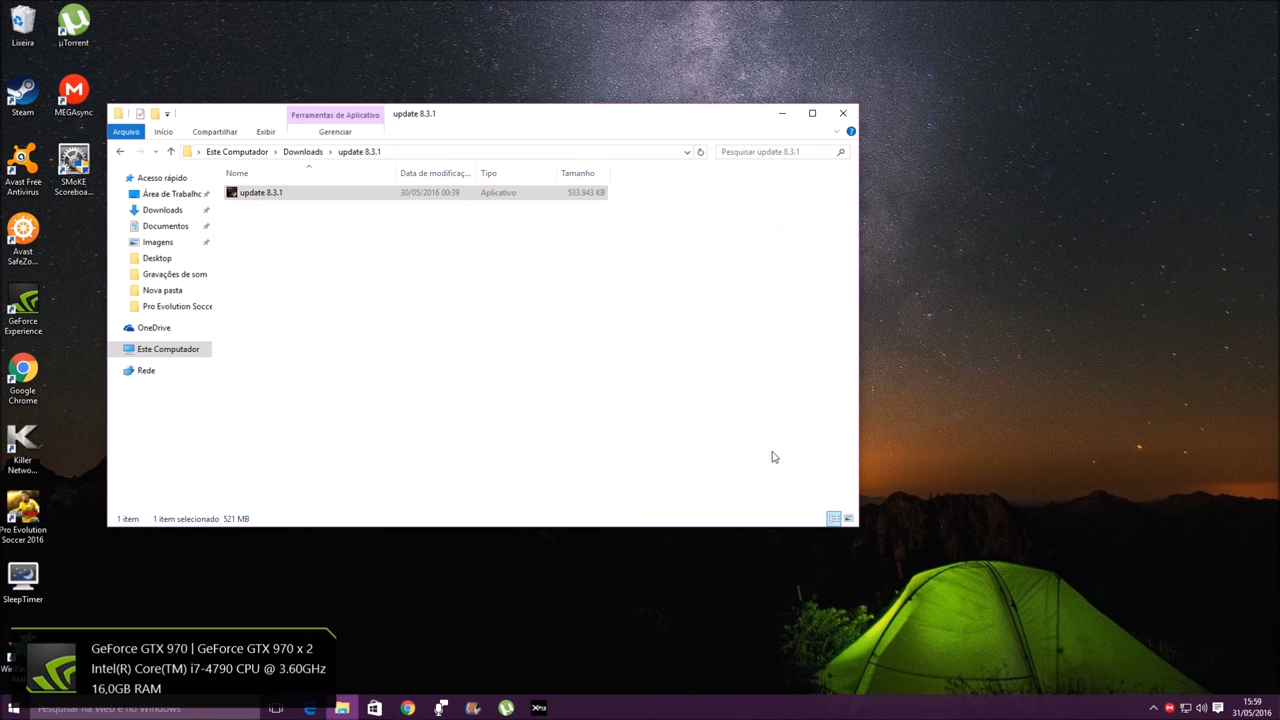 Lixeira
µTorrent
Steam
MEGAsync
Avast Free
Antivirus
SMoKE
Scoreboa...
Avast
SafeZo...
GeForce
Experience
Google
Chrome
Killer
Netwo...
Pro Evolution
Soccer 2016
SleepTimer
Ferramentas de Aplicativo
update 8.3.1
Arquivo
Início
Compartilhar
Exibir
Gerenciar
Este Computador > Downloads > update 8.3.1
Pesquisar update 8.3.1
Nome
Data de modificaç...
Tipo
Tamanho
update 8.3.1
30/05/2016 00:39
Aplicativo
533.943 KB
Acesso rápido
Área de Trabalho
Downloads
Documentos
Imagens
Desktop
Gravações de som
Nova pasta
Pro Evolution Socce
OneDrive
Este Computador
Rede
1 item
1 item selecionado 521 MB
GeForce GTX 970 | GeForce GTX 970 x 2
Intel(R) Core(TM) i7-4790 CPU @ 3.60GHz
16,0GB RAM
Pesquisar na Web e no Windows
15:59
31/05/2016